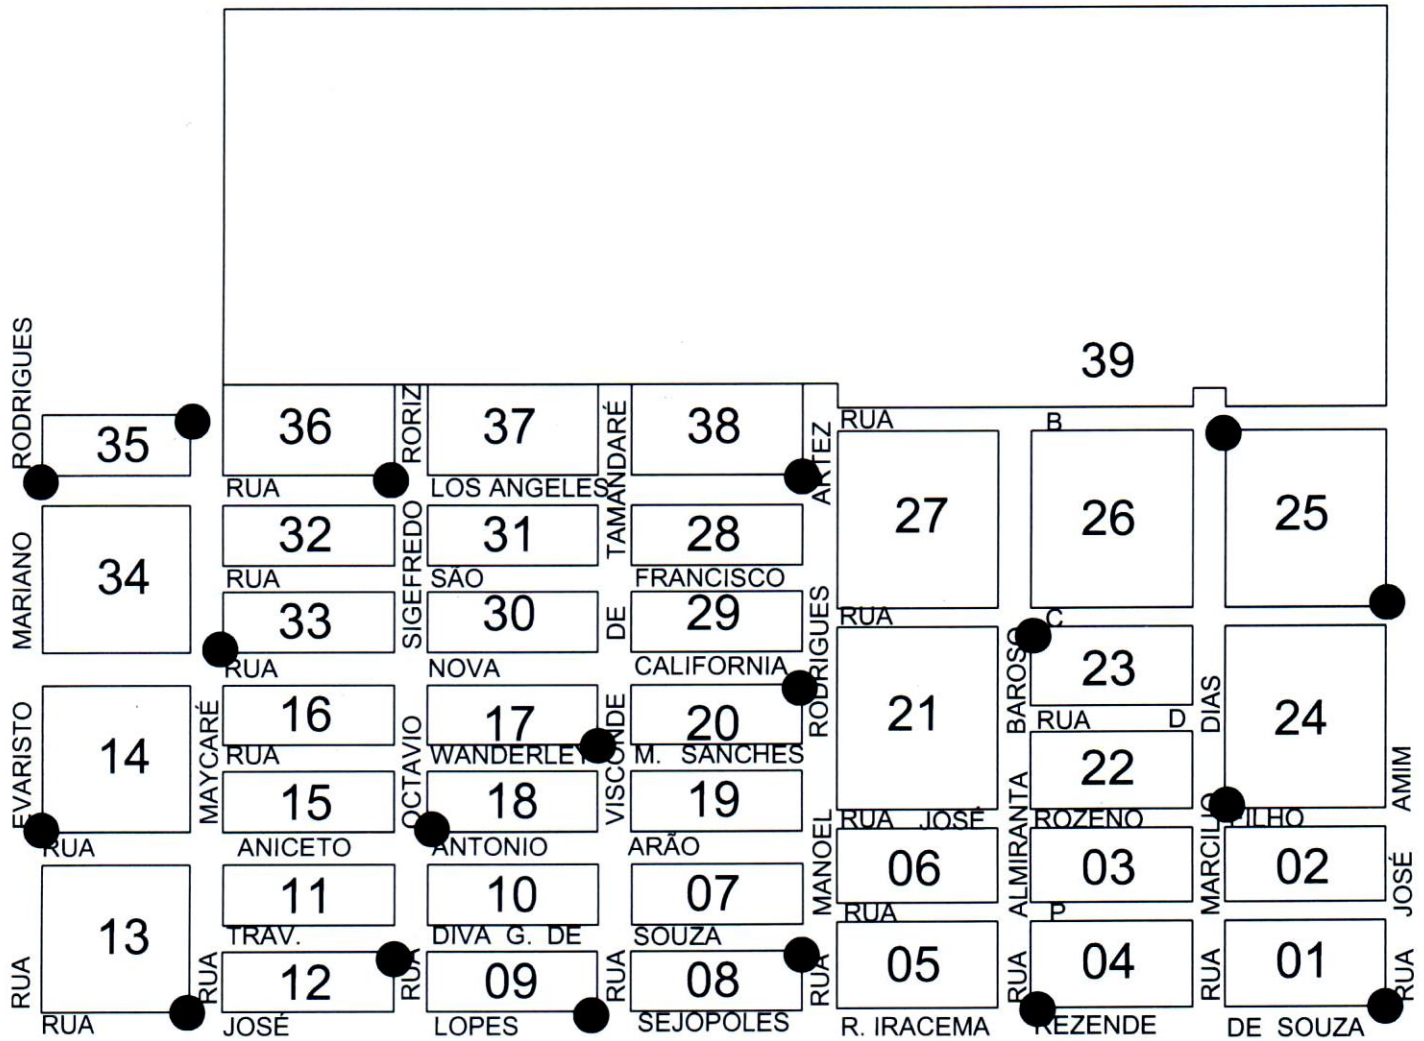 39
RUA B
35 36 37 38
RUA LOS ANGELES
27 26 25
32 31 28
34
RUA SÃO FRANCISCO
33 30 29
RUA C
RUA NOVA CALIFORNIA
23
16 17 20 21 24
RUA D
14
RUA WANDERLEY M. SANCHES
22
15 18 19
RUA JOSÉ ROZENO FILHO
RUA ANICETO ANTONIO ARÃO
06 03 02
11 10 07
RUA P
13
TRAV. DIVA G. DE SOUZA
05 04 01
12 09 08
RUA JOSÉ LOPES SEJOPOLES
R. IRACEMA REZENDE DE SOUZA
RUA EVARISTO MARIANO RODRIGUES
RUA MAYCARÉ
RUA OCTAVIO SIGEFREDO RORIZ
RUA VISCONDE DE TAMANDARÉ
RUA MANOEL RODRIGUES ARTEZ
RUA ALMIRANTA BAROSO
RUA MARCILIO DIAS
RUA JOSÉ AMIM